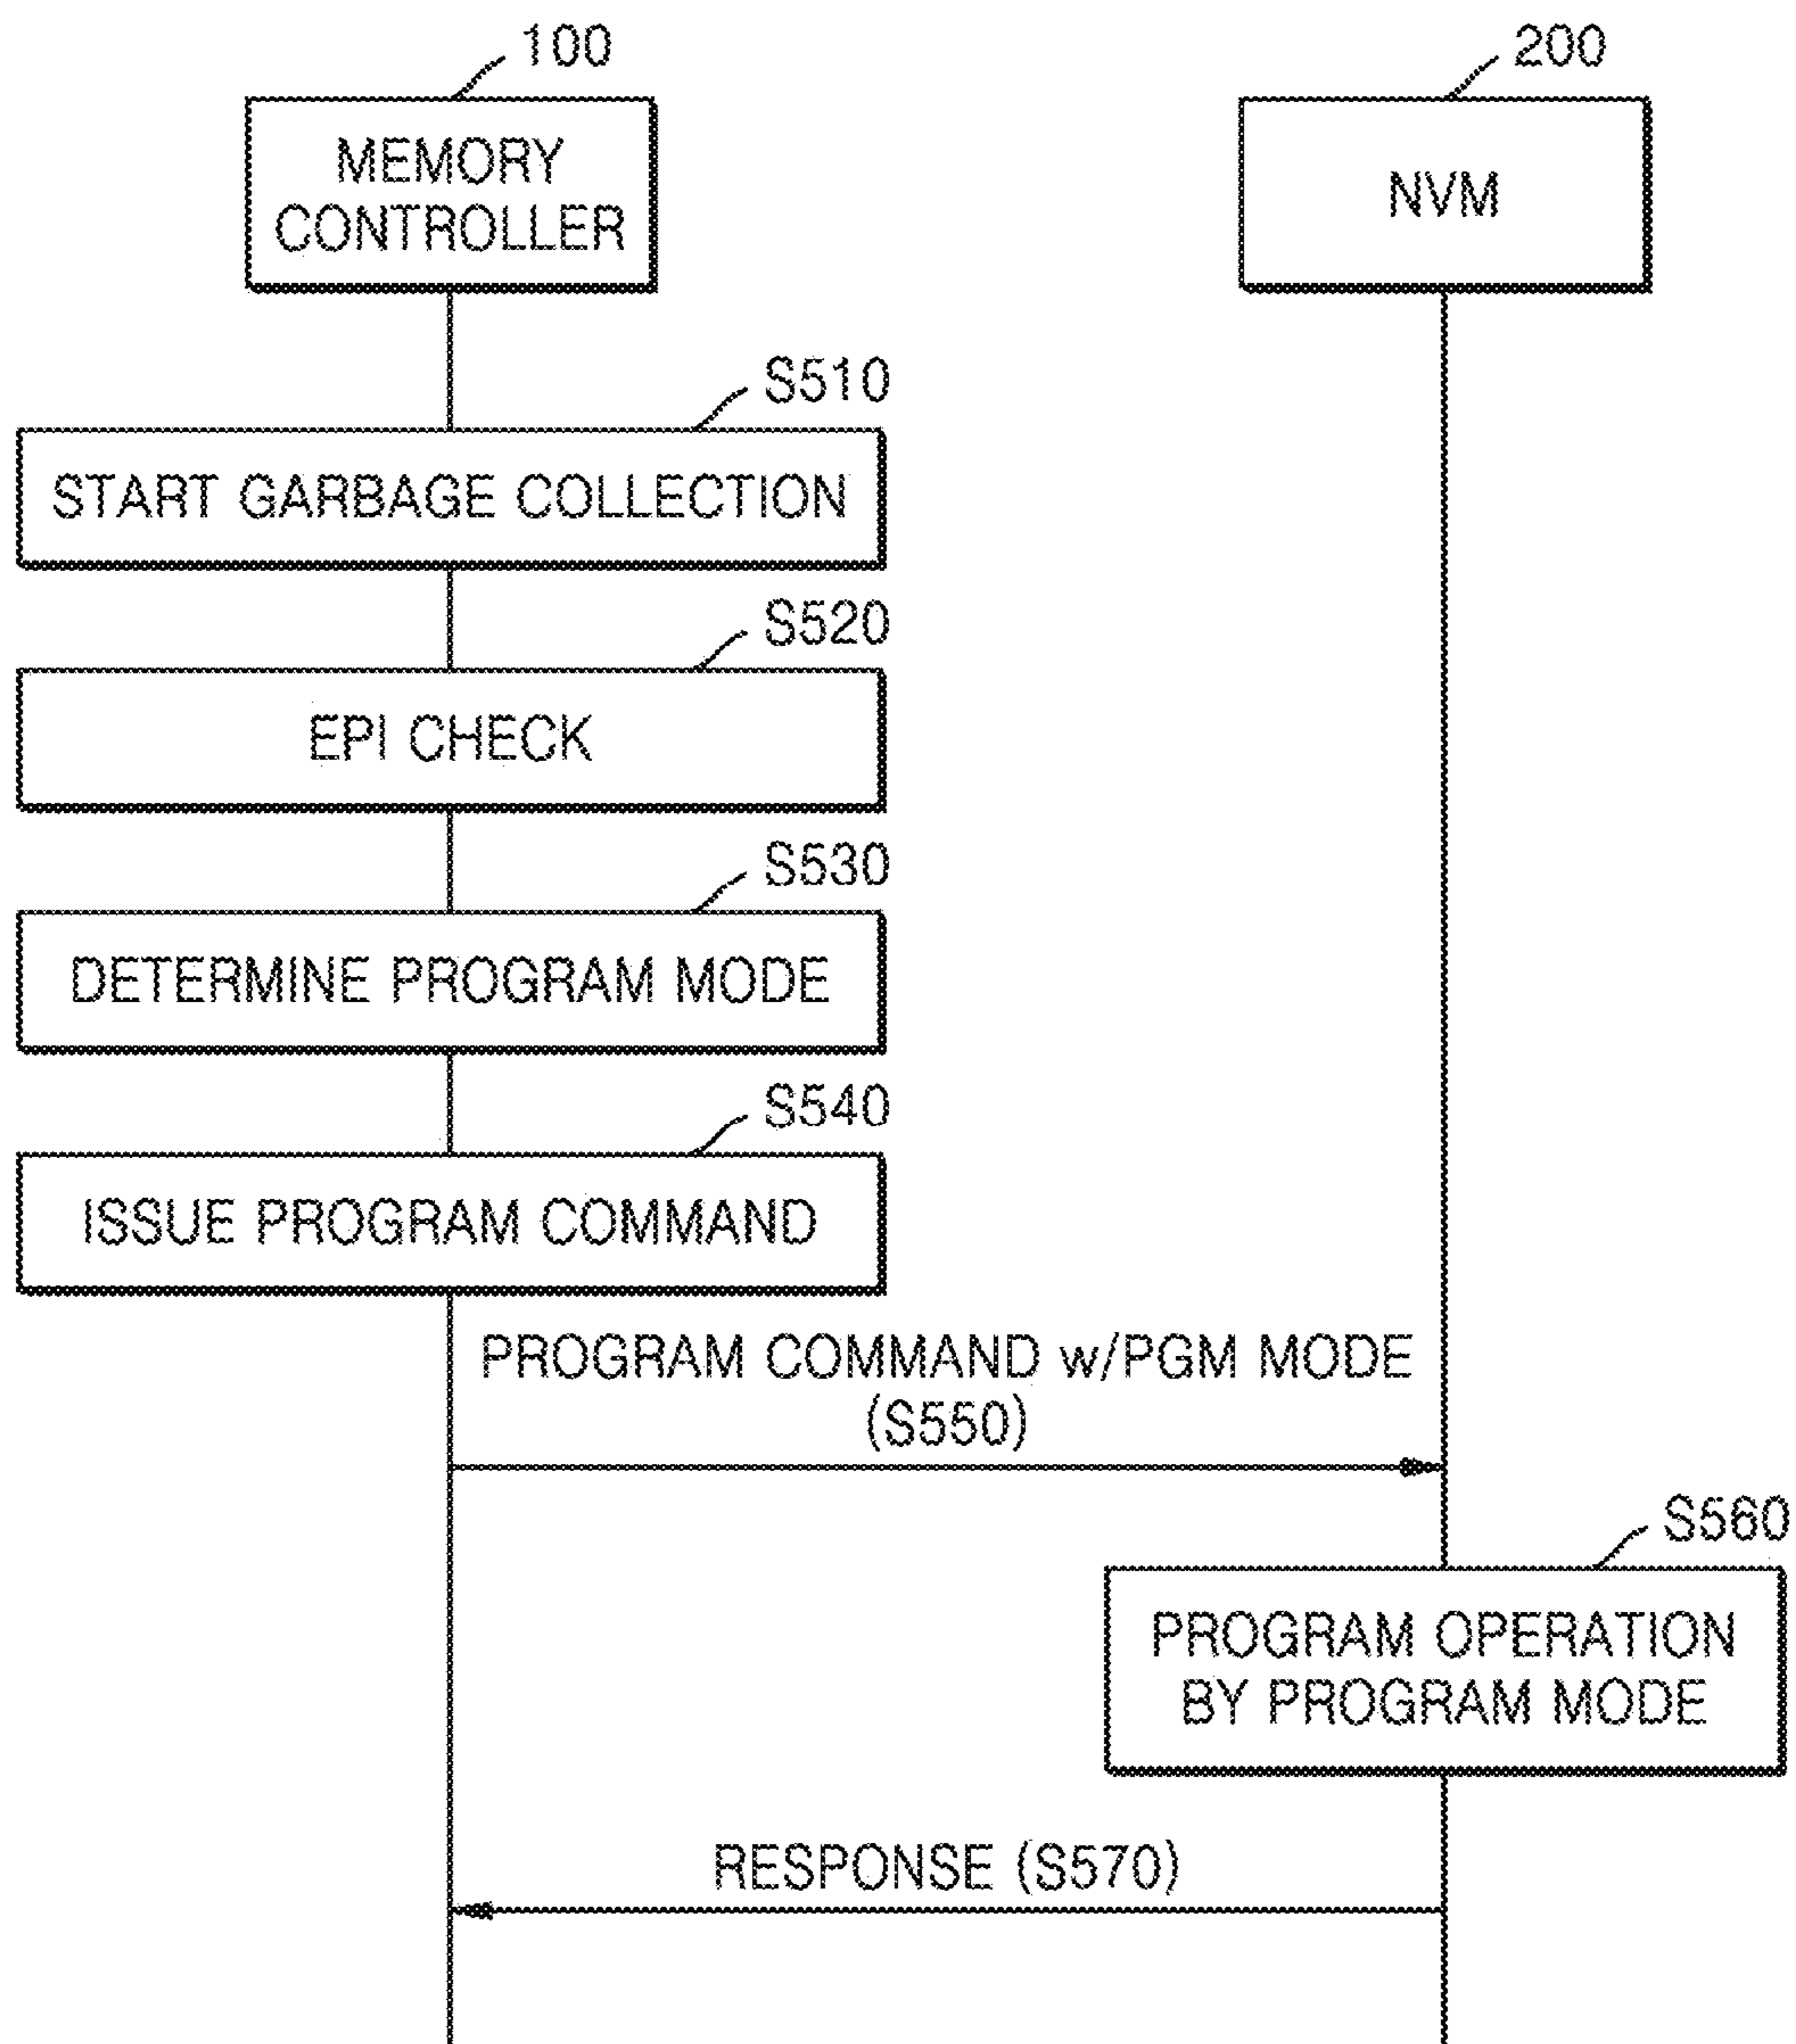 100
200
MEMORY
CONTROLLER
NVM
S510
START GARBAGE COLLECTION
S520
EPI CHECK
S530
DETERMINE PROGRAM MODE
S540
ISSUE PROGRAM COMMAND
PROGRAM COMMAND w/PGM MODE
(S550)
S560
PROGRAM OPERATION
BY PROGRAM MODE
RESPONSE (S570)